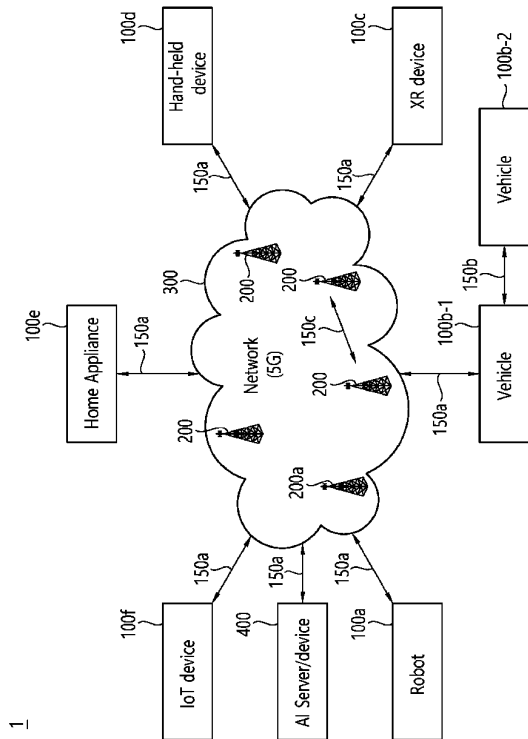 1
100e
Home Appliance
150a
100f
IoT device
150a
400
AI Server/device
150a
100a
Robot
150a
300
Network
(5G)
200
200
200
200
200a
150c
100d
Hand-held
device
150a
100c
XR device
150a
150a
100b-1
Vehicle
150b
100b-2
Vehicle